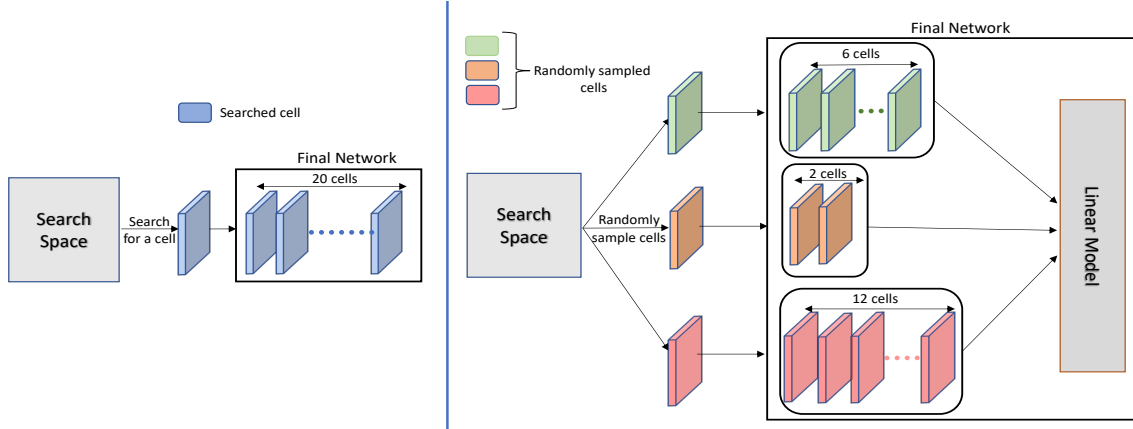 Searched cell
Final Network
20 cells
Search
Space
Search
for a cell
Final Network
Randomly sampled
cells
6 cells
Search
Space
Randomly
sample cells
2 cells
12 cells
Linear Model